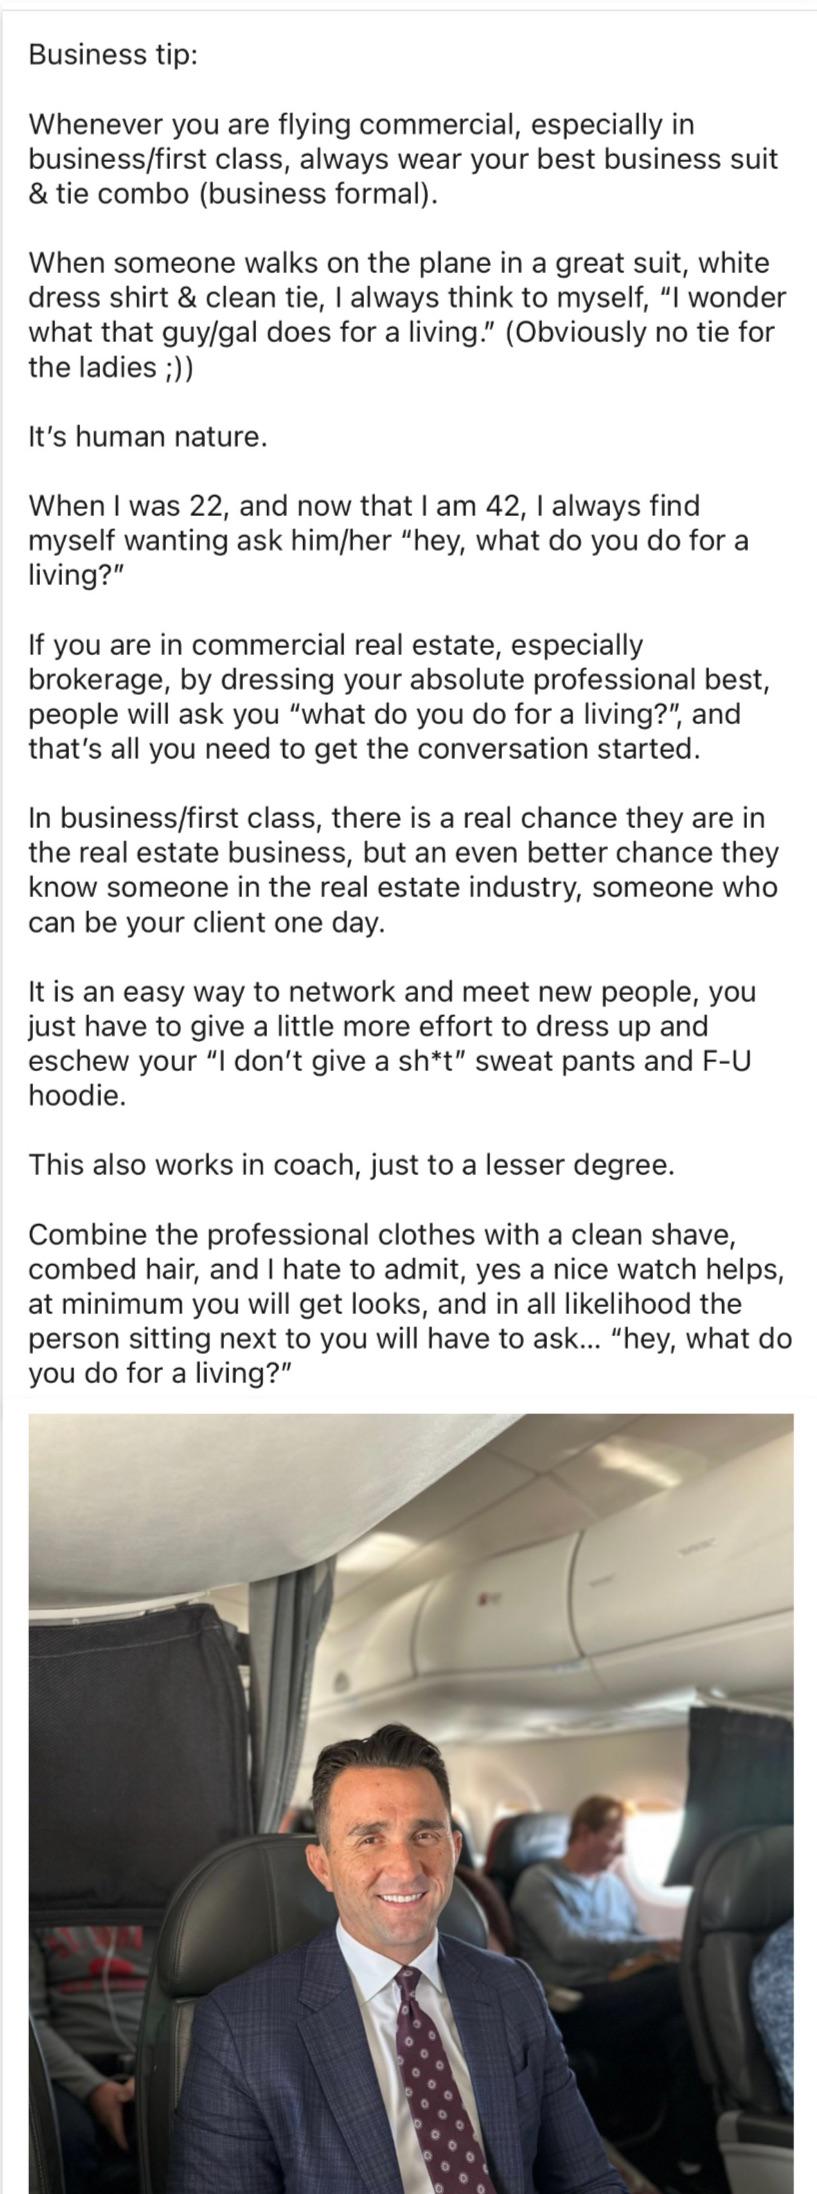 Business tip:
Whenever you are flying commercial, especially in
business/first class, always wear your best business suit
& tie combo (business formal).
When someone walks on the plane in a great suit, white
dress shirt & clean tie, I always think to myself, “I wonder
what that guy/gal does for a living.” (Obviously no tie for
the ladies ;))
It’s human nature.
When I was 22, and now that I am 42, I always find
myself wanting ask him/her “hey, what do you do for a
living?”
If you are in commercial real estate, especially
brokerage, by dressing your absolute professional best,
people will ask you “what do you do for a living?”, and
that’s all you need to get the conversation started.
In business/first class, there is a real chance they are in
the real estate business, but an even better chance they
know someone in the real estate industry, someone who
can be your client one day.
It is an easy way to network and meet new people, you
just have to give a little more effort to dress up and
eschew your “I don’t give a sh*t” sweat pants and F-U
hoodie.
This also works in coach, just to a lesser degree.
Combine the professional clothes with a clean shave,
combed hair, and I hate to admit, yes a nice watch helps,
at minimum you will get looks, and in all likelihood the
person sitting next to you will have to ask... “hey, what do
you do for a living?”